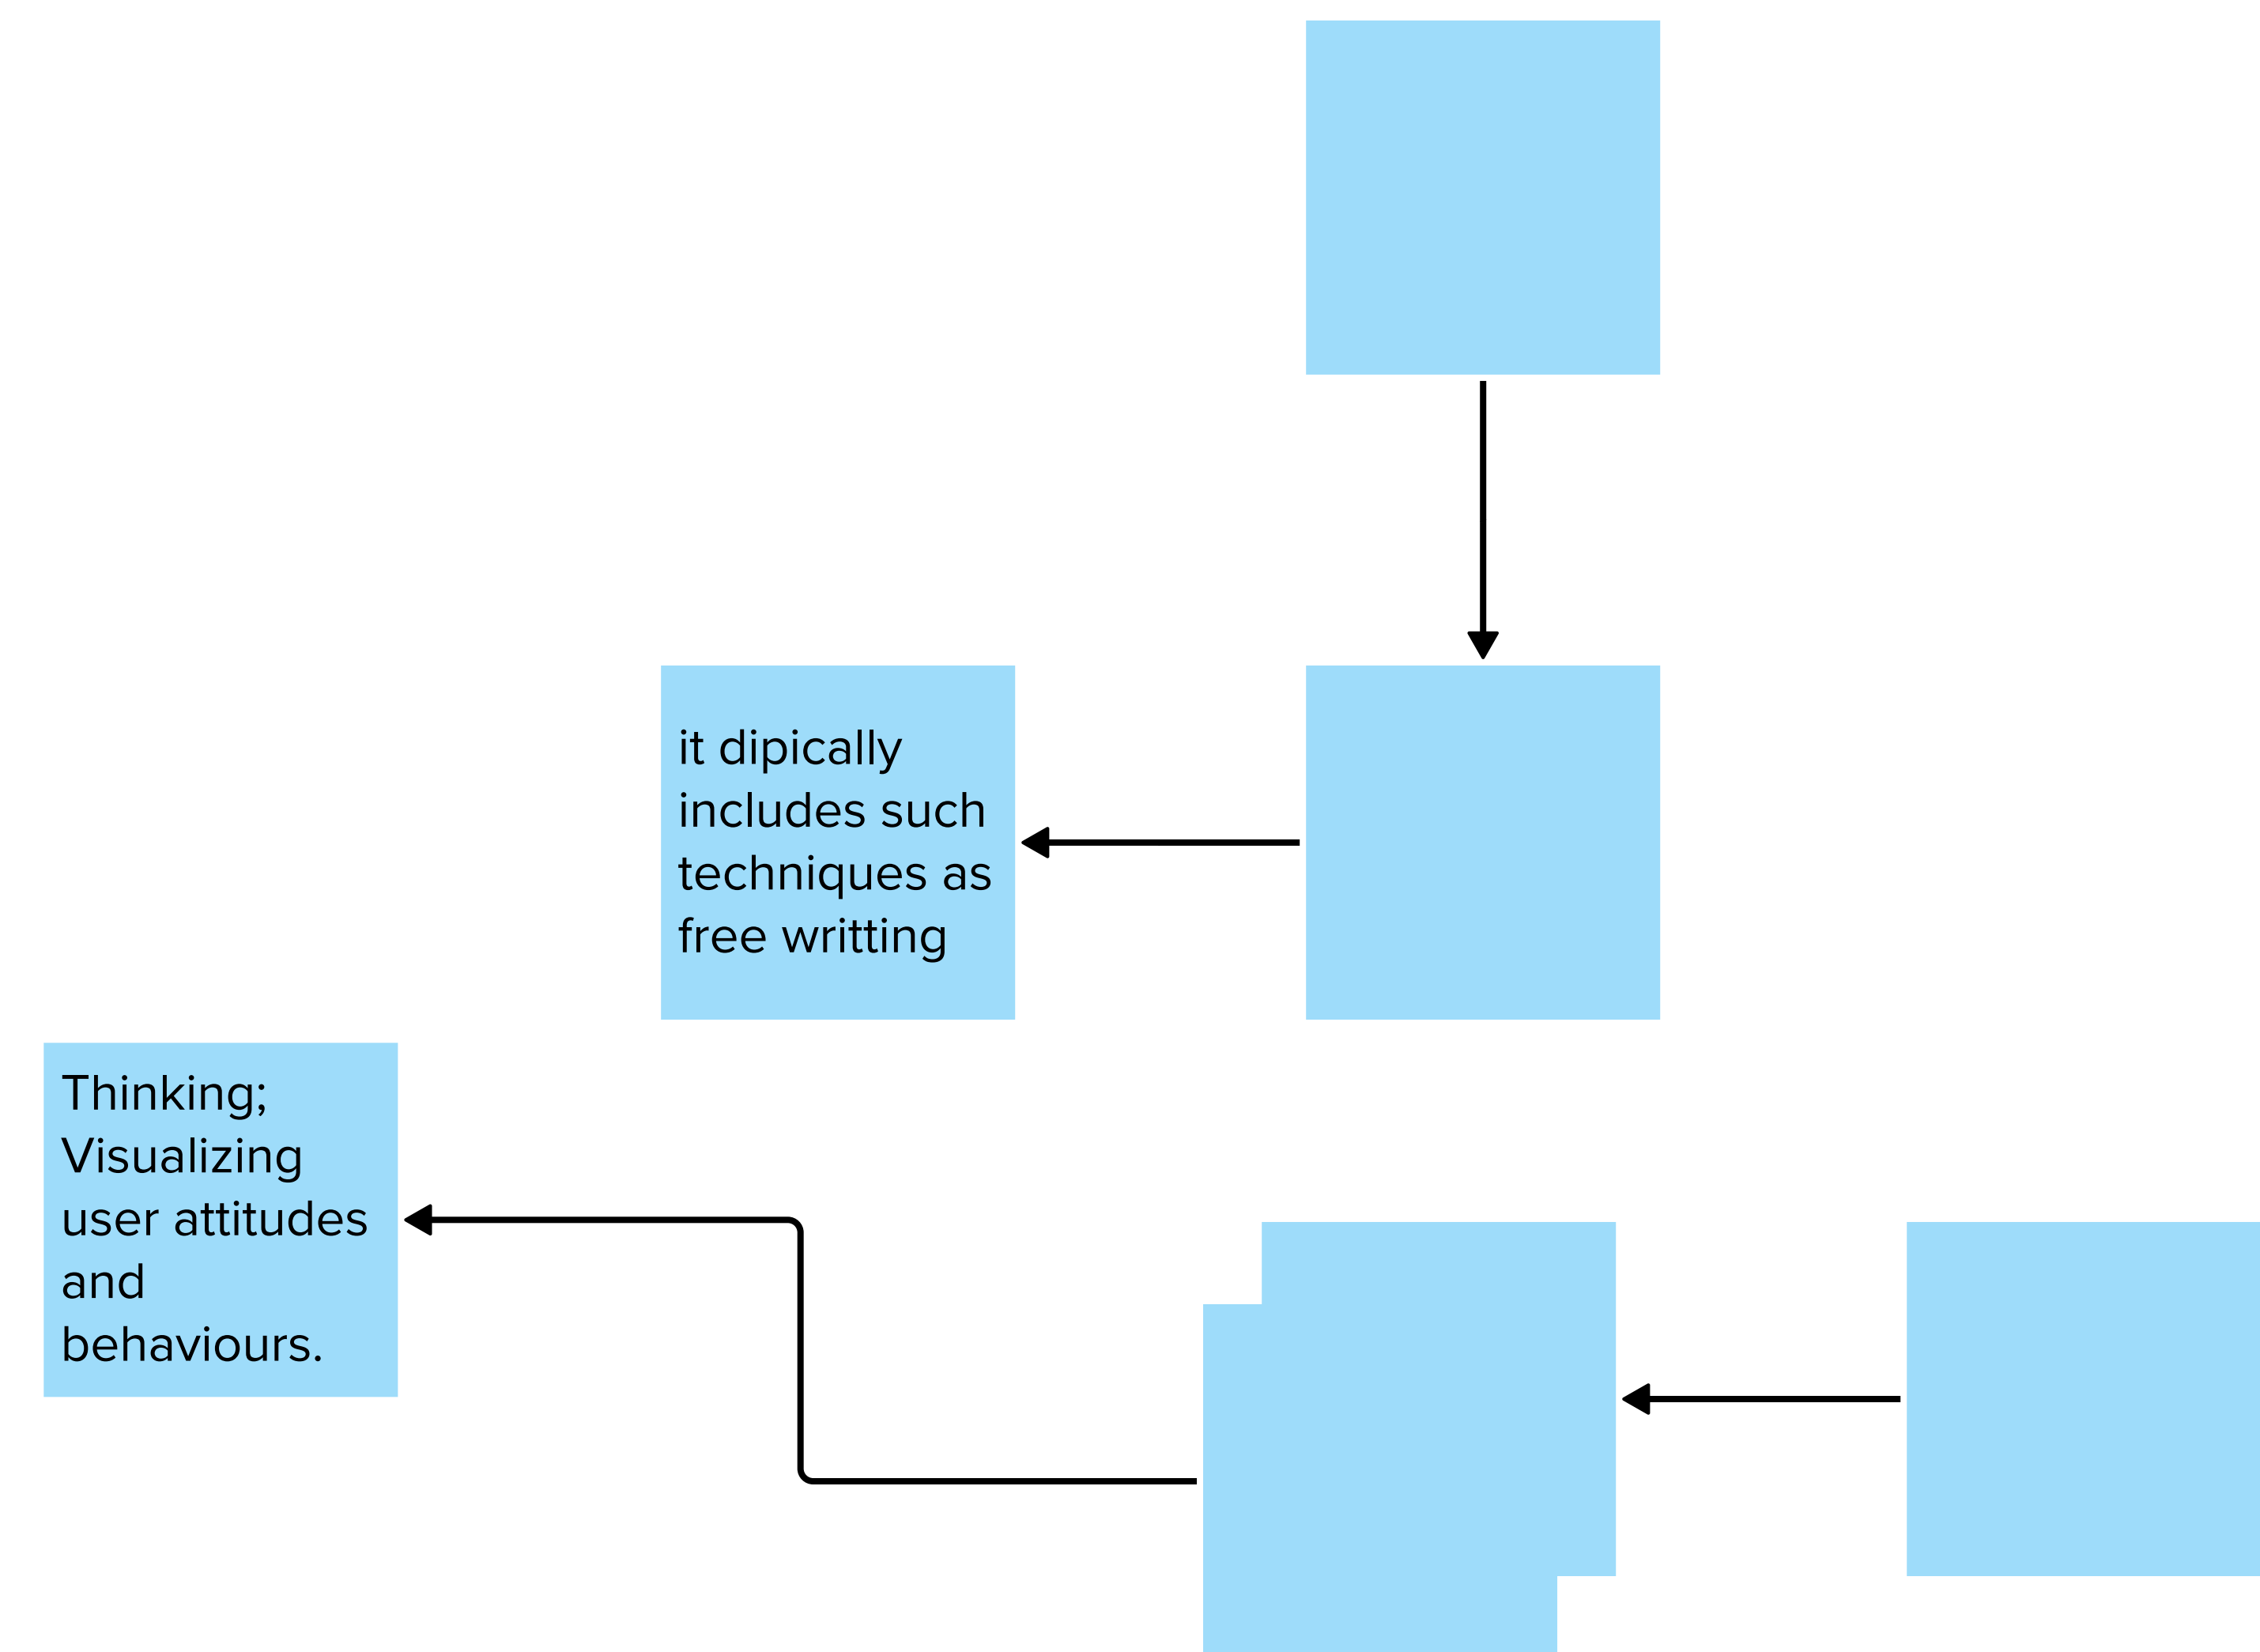 it dipically
includes such
techniques as
free writting
Thinking;
Visualizing
user attitudes
and
behaviours.